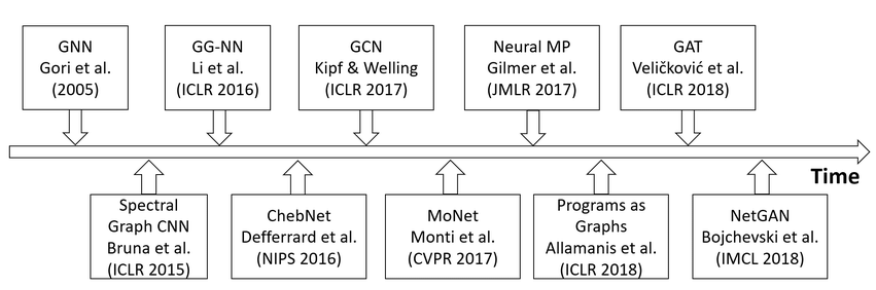 GNN
Gori et al.
(2005)
GG-NN
Li et al.
(ICLR 2016)
GCN
Kipf & Welling
(ICLR 2017)
Neural MP
Gilmer et al.
(JMLR 2017)
GAT
Veličković et al.
(ICLR 2018)
Time
Spectral
Graph CNN
Bruna et al.
(ICLR 2015)
ChebNet
Defferrard et al.
(NIPS 2016)
MoNet
Monti et al.
(CVPR 2017)
Programs as
Graphs
Allamanis et al.
(ICLR 2018)
NetGAN
Bojchevski et al.
(IMCL 2018)